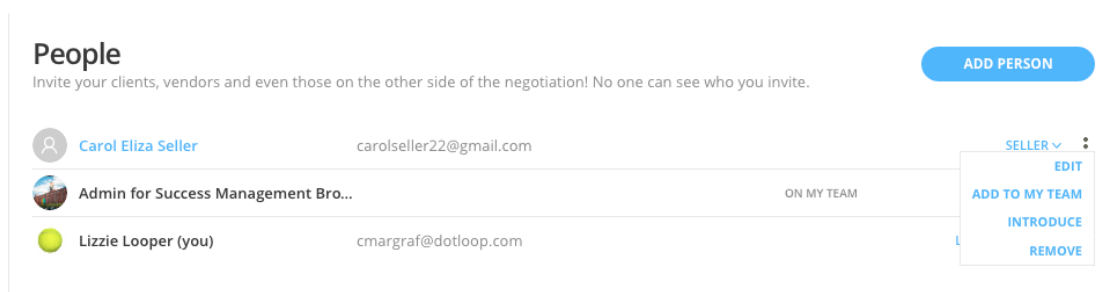 People
Invite your clients, vendors and even those on the other side of the negotiation! No one can see who you invite.
ADD PERSON
Carol Eliza Seller carolseller22@gmail.com SELLER
EDIT
Admin for Success Management Bro... ON MY TEAM ADD TO MY TEAM
INTRODUCE
Lizzie Looper (you) cmargraf@dotloop.com
REMOVE